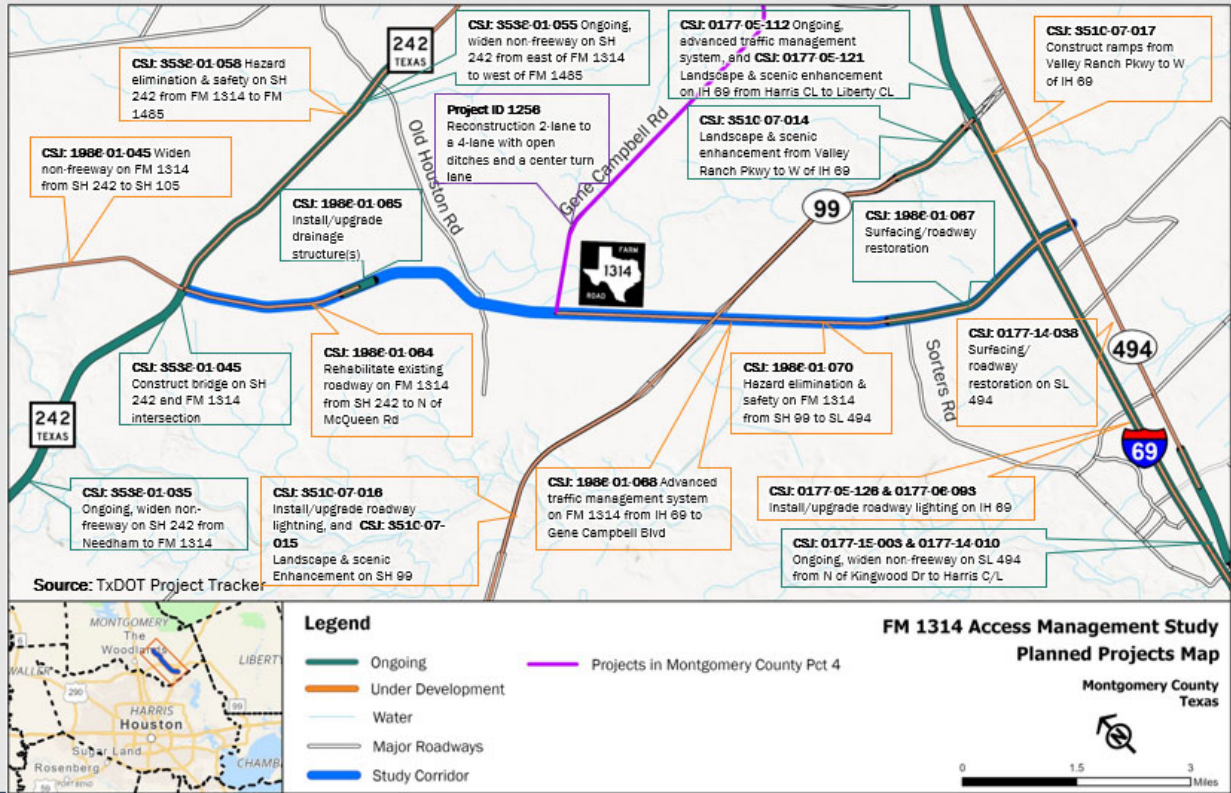 242
TEXAS
CSJ: 3538-01-055 Ongoing,
widen non-freeway on SH
242 from east of FM 1314
to west of FM 1485
CSJ: 0177-05-112 Ongoing,
advanced traffic management
system, and CSJ: 0177-05-121
Landscape & scenic enhancement
on IH 69 from Harris CL to Liberty CL
CSJ: 3510-07-017
Construct ramps from
Valley Ranch Pkwy to W
of IH 69
CSJ: 3538-01-058 Hazard
elimination & safety on SH
242 from FM 1314 to FM
1485
Project ID 1256
Reconstruction 2-lane to
a 4-lane with open
ditches and a center turn
lane
CSJ: 3510-07-014
Landscape & scenic
enhancement from Valley
Ranch Pkwy to W of IH 69
Old Houston Rd
Gene Campbell Rd
CSJ: 1986-01-045 Widen
non-freeway on FM 1314
from SH 242 to SH 105
CSJ: 1986-01-065
Install/upgrade
drainage
structure(s)
99
CSJ: 1986-01-067
Surfacing/roadway
restoration
FARM
1314
ROAD
CSJ: 3538-01-045
Construct bridge on SH
242 and FM 1314
intersection
CSJ: 1986-01-064
Rehabilitate existing
roadway on FM 1314
from SH 242 to N of
McQueen Rd
CSJ: 1986-01-070
Hazard elimination &
safety on FM 1314
from SH 99 to SL 494
Sorters Rd
CSJ: 0177-14-038
Surfacing/
roadway
restoration on SL
494
494
242
TEXAS
69
CSJ: 3538-01-035
Ongoing, widen non-
freeway on SH 242 from
Needham to FM 1314
CSJ: 3510-07-016
Install/upgrade roadway
lightning, and CSJ: 3510-07-
015
Landscape & scenic
Enhancement on SH 99
CSJ: 1986-01-068 Advanced
traffic management system
on FM 1314 from IH 69 to
Gene Campbell Blvd
CSJ: 0177-05-126 & 0177-06-093
Install/upgrade roadway lighting on IH 69
CSJ: 0177-15-003 & 0177-14-010
Ongoing, widen non-freeway on SL 494
from N of Kingwood Dr to Harris C/L
Source: TxDOT Project Tracker
MONTGOMERY
The
Woodlands
6
LIBERTY
WALLER
290
99
HARRIS
Houston
Sugar Land
Rosenberg
CHAMB
59
Legend
Ongoing
Under Development
Water
Major Roadways
Study Corridor
Projects in Montgomery County Pct 4
FM 1314 Access Management Study
Planned Projects Map
Montgomery County
Texas
N
0 1.5 3
Miles